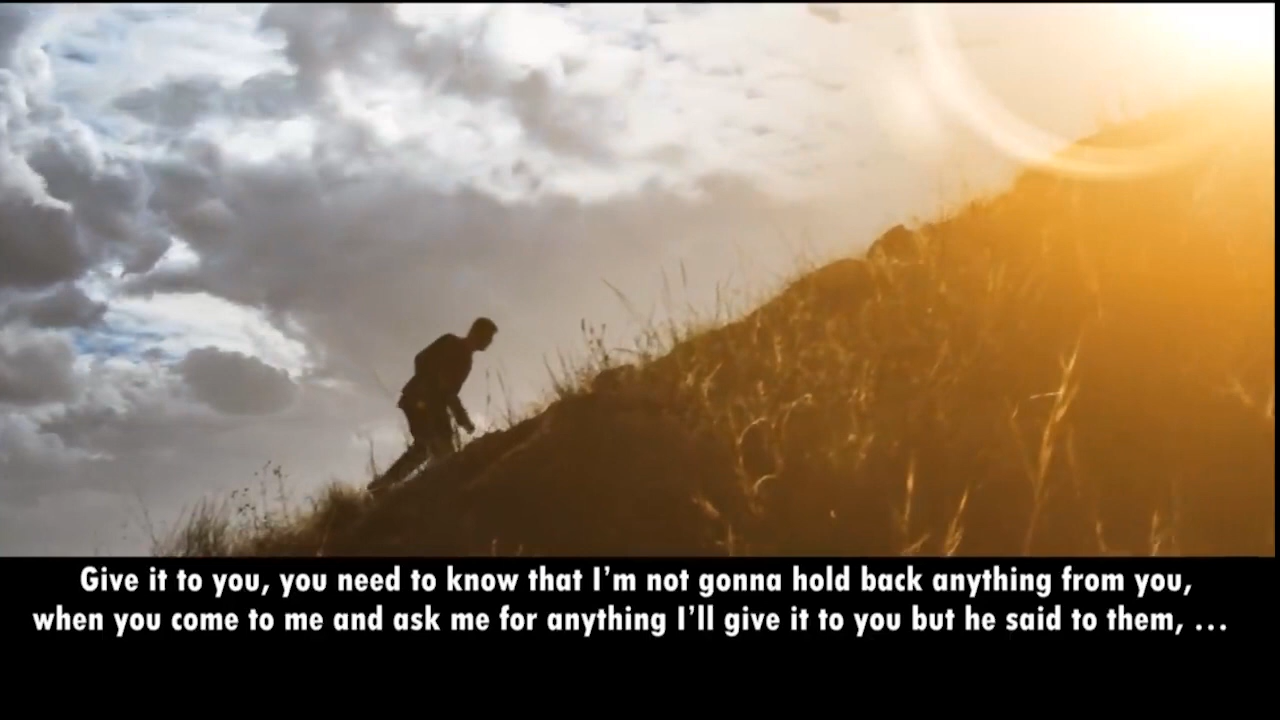 Give it to you, you need to know that I’m not gonna hold back anything from you,
when you come to me and ask me for anything I’ll give it to you but he said to them, ...